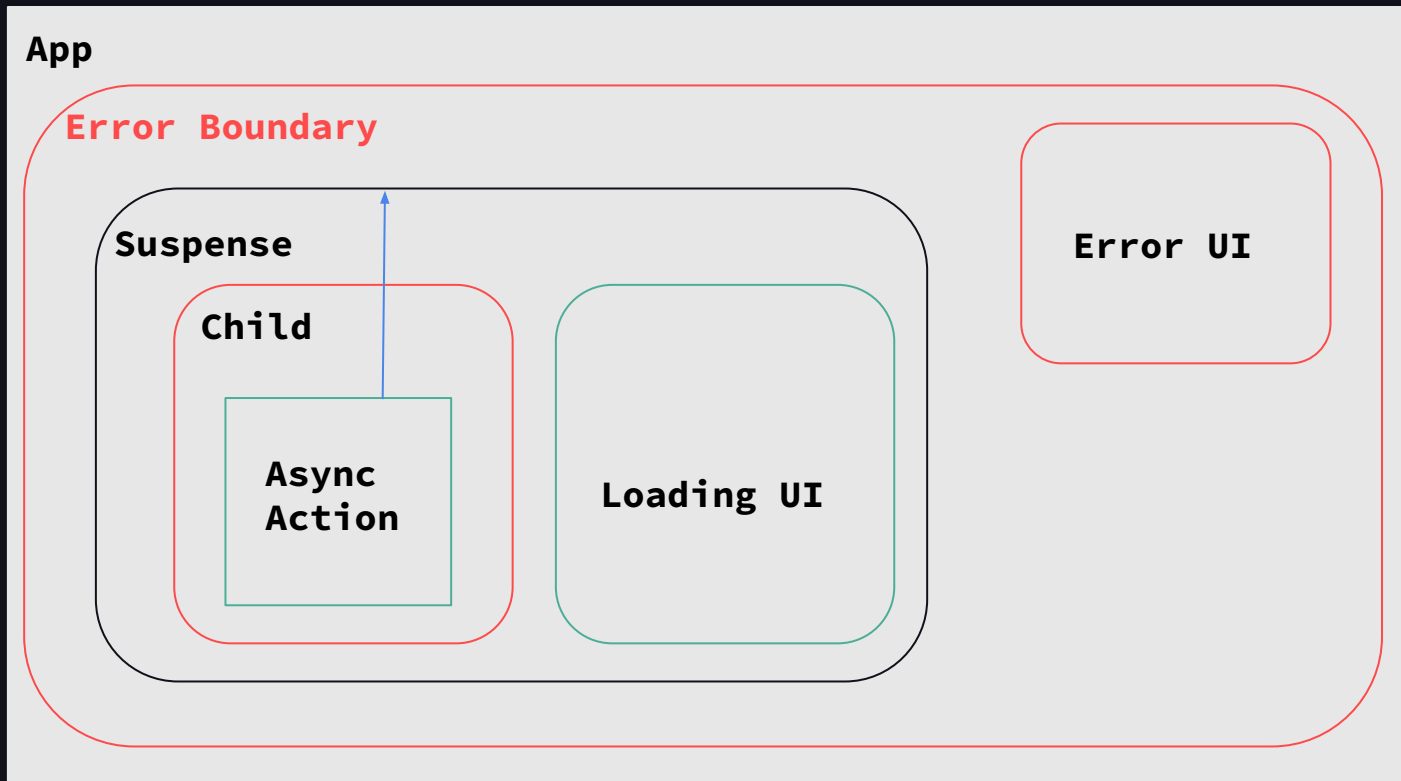 App
Error Boundary
Error UI
Suspense
Child
Async
Action
Loading UI